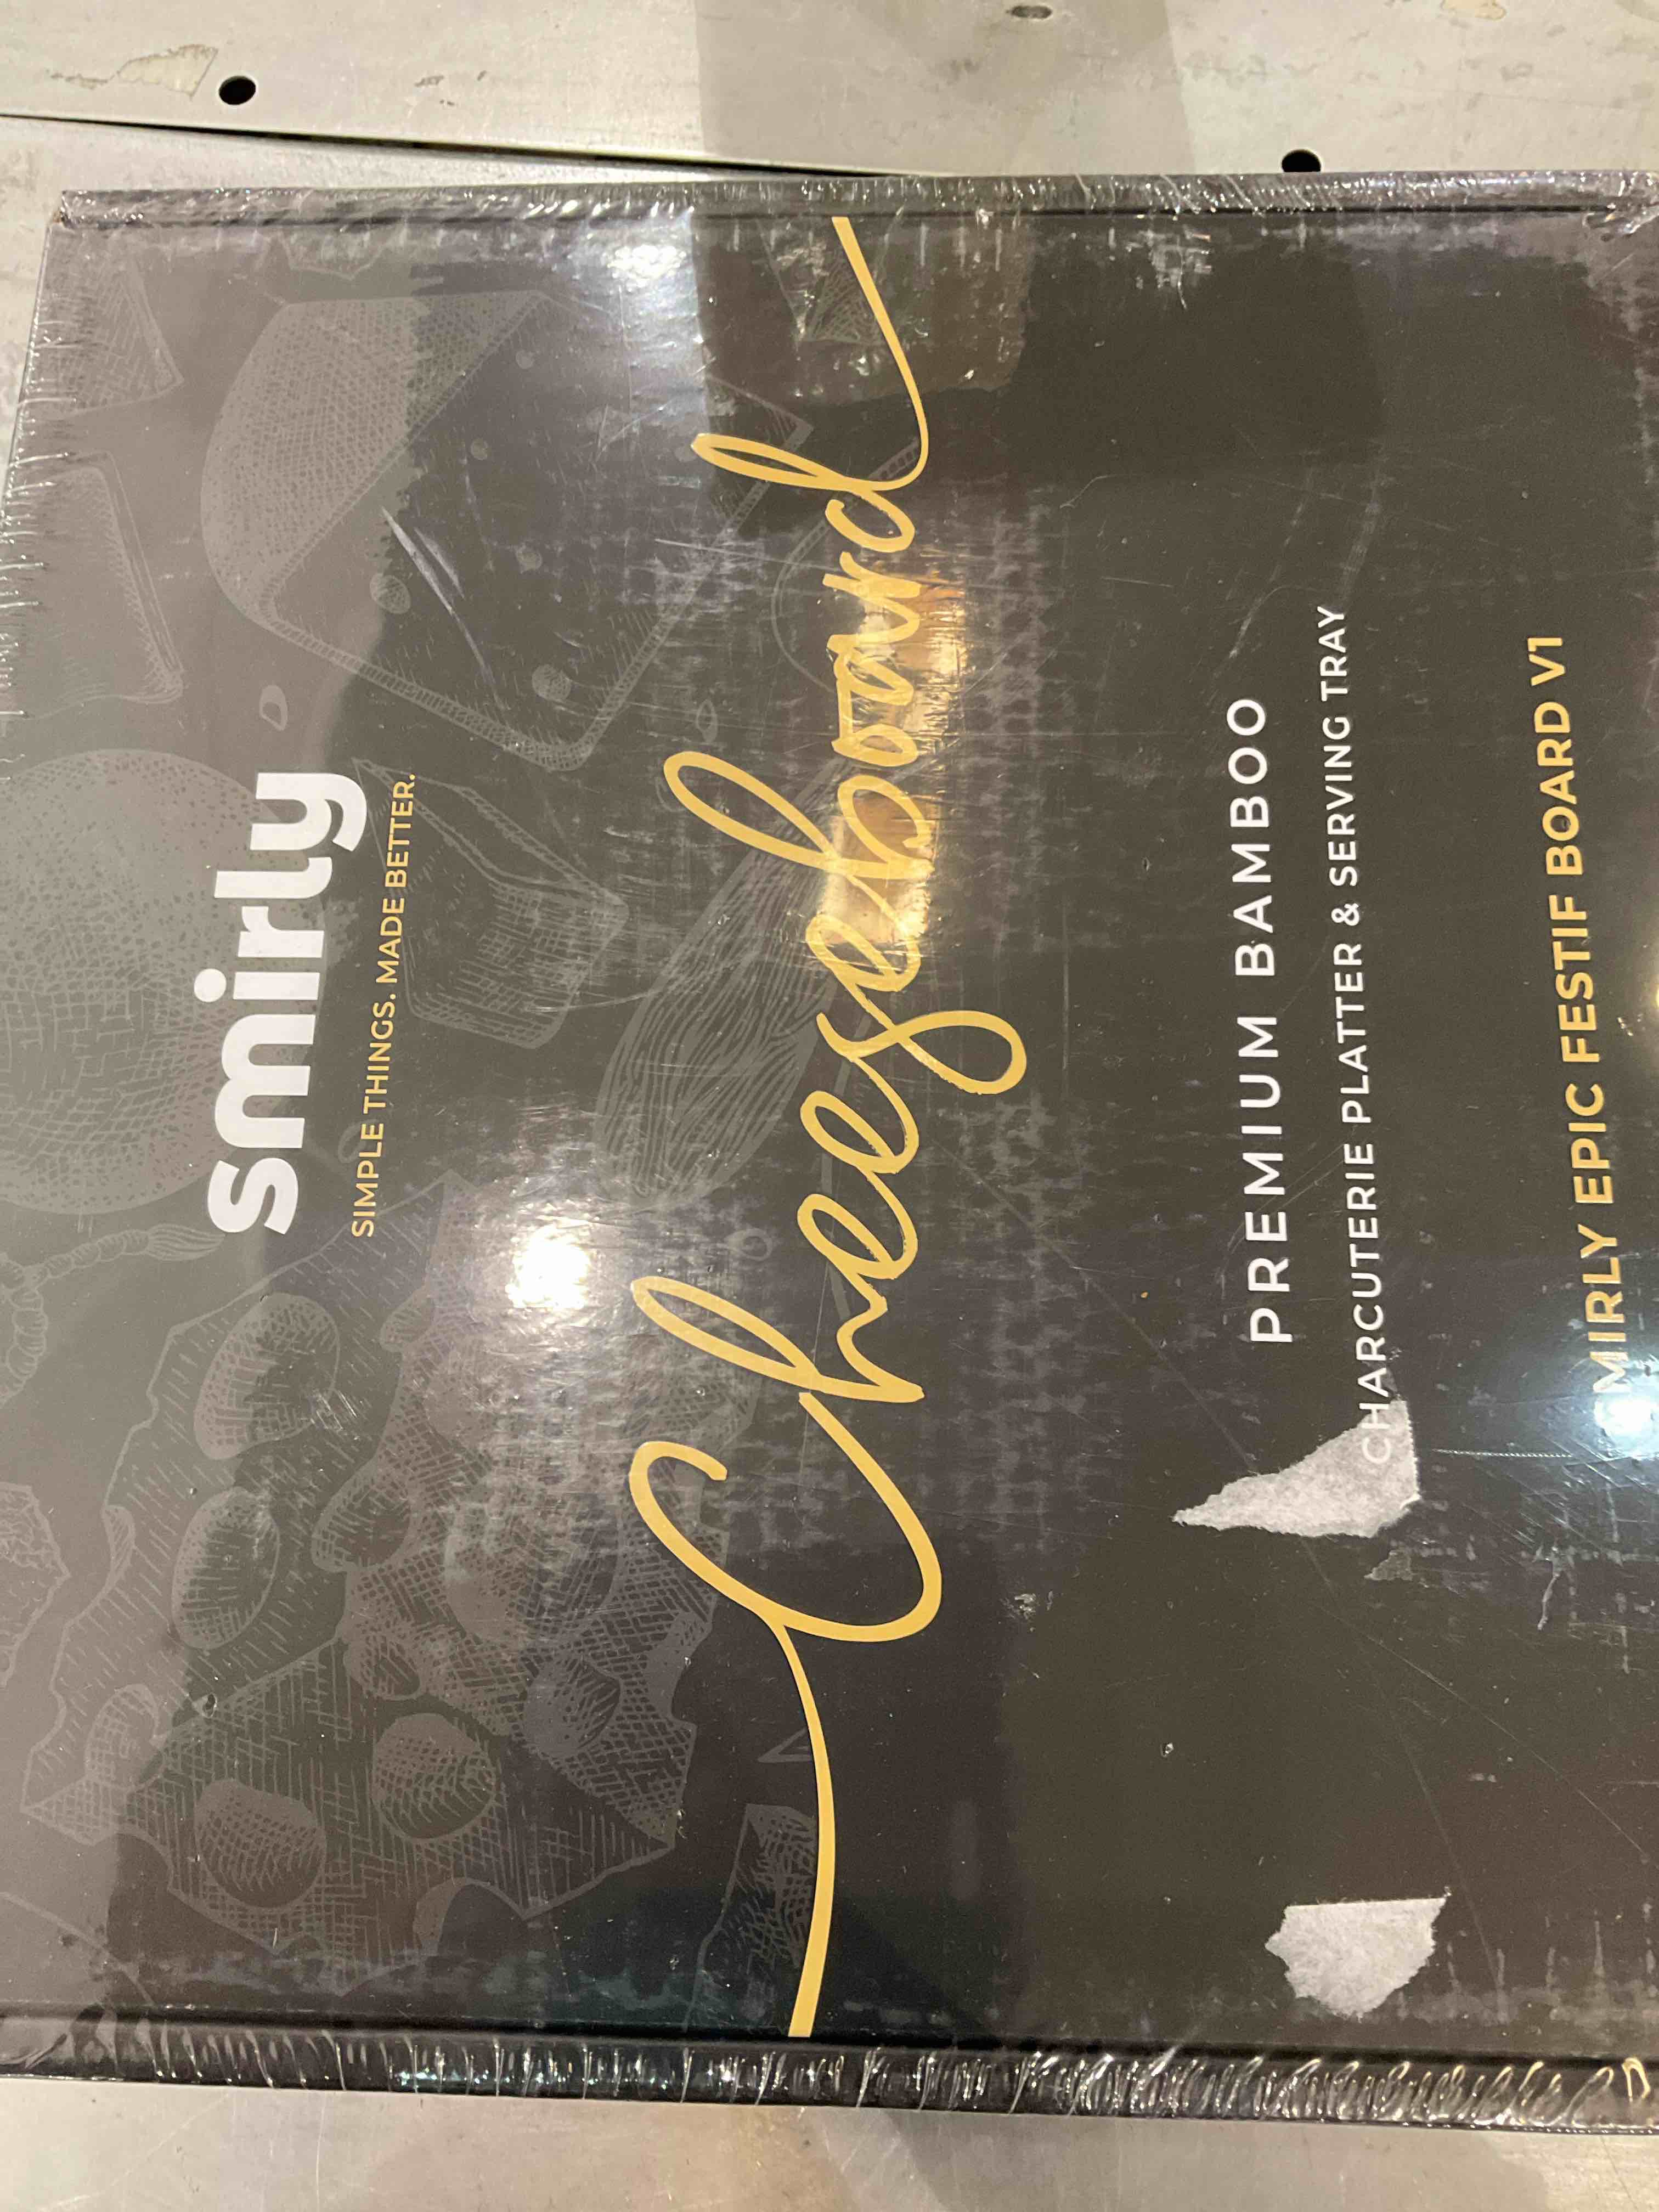 smirly
SIMPLE THINGS. MADE BETTER.
Cheeseboard
PREMIUM BAMBOO
CHARCUTERIE PLATTER & SERVING TRAY
MIRLY EPIC FESTIF BOARD V1